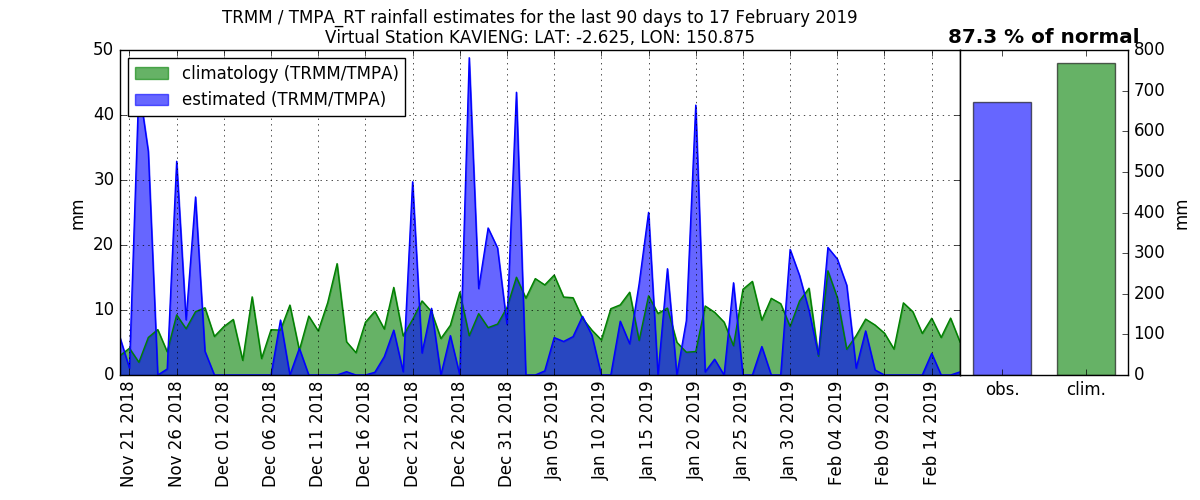 TRMM / TMPA_RT rainfall estimates for the last 90 days to 17 February 2019
Virtual Station KAVIENG: LAT: -2.625, LON: 150.875
87.3 % of normal
climatology (TRMM/TMPA)
estimated (TRMM/TMPA)
50
40
30
20
10
0
mm
Nov 21 2018
Nov 26 2018
Dec 01 2018
Dec 06 2018
Dec 11 2018
Dec 16 2018
Dec 21 2018
Dec 26 2018
Dec 31 2018
Jan 05 2019
Jan 10 2019
Jan 15 2019
Jan 20 2019
Jan 25 2019
Jan 30 2019
Feb 04 2019
Feb 09 2019
Feb 14 2019
obs.
clim.
800
700
600
500
400
300
200
100
0
mm